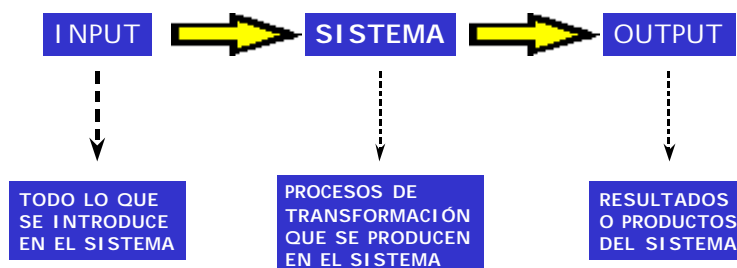 INPUT
SISTEMA
OUTPUT
TODO LO QUE
SE INTRODUCE
EN EL SISTEMA
PROCESOS DE
TRANSFORMACIÓN
QUE SE PRODUCEN
EN EL SISTEMA
RESULTADOS
O PRODUCTOS
DEL SISTEMA